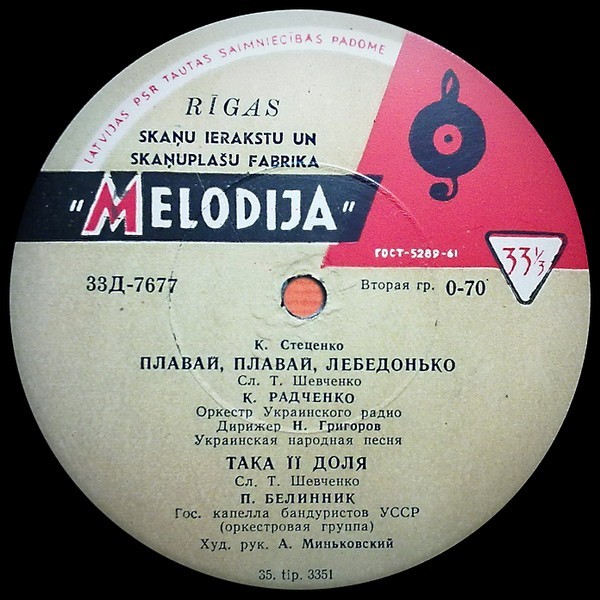 LATVIJAS PSR TAUTAS SAIMNIECĪBAS PADOME
RĪGAS
SKAŅU IERAKSTU UN
SKAŅUPLAŠU FABRIKA
"MELODIJA"
ГОСТ-5289-61
33⅓
33Д-7677
Вторая гр. 0-70
К. Стеценко
ПЛАВАЙ, ПЛАВАЙ, ЛЕБЕДОНЬКО
Сл. Т. Шевченко
К. РАДЧЕНКО
Оркестр Украинского радио
Дирижер Н. Григоров
Украинская народная песня
ТАКА ЇЇ ДОЛЯ
Сл. Т. Шевченко
П. БЕЛИННИК
Гос. капелла бандуристов УССР
(оркестровая группа)
Худ. рук. А. Миньковский
35. tip. 3351